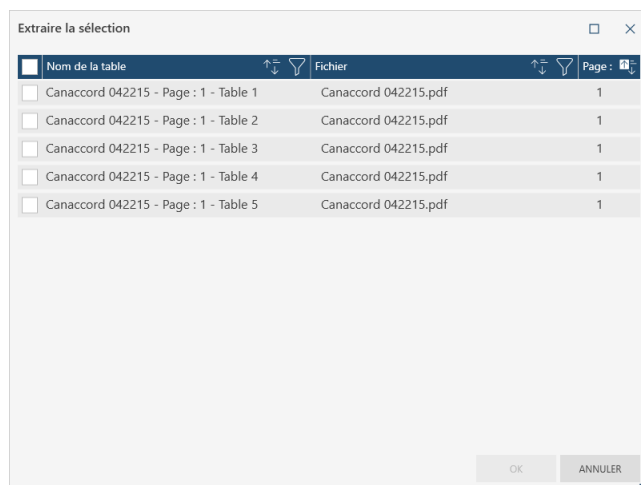 Extraire la sélection
Nom de la table Fichier Page :
Canaccord 042215 - Page : 1 - Table 1 Canaccord 042215.pdf 1
Canaccord 042215 - Page : 1 - Table 2 Canaccord 042215.pdf 1
Canaccord 042215 - Page : 1 - Table 3 Canaccord 042215.pdf 1
Canaccord 042215 - Page : 1 - Table 4 Canaccord 042215.pdf 1
Canaccord 042215 - Page : 1 - Table 5 Canaccord 042215.pdf 1
OK ANNULER